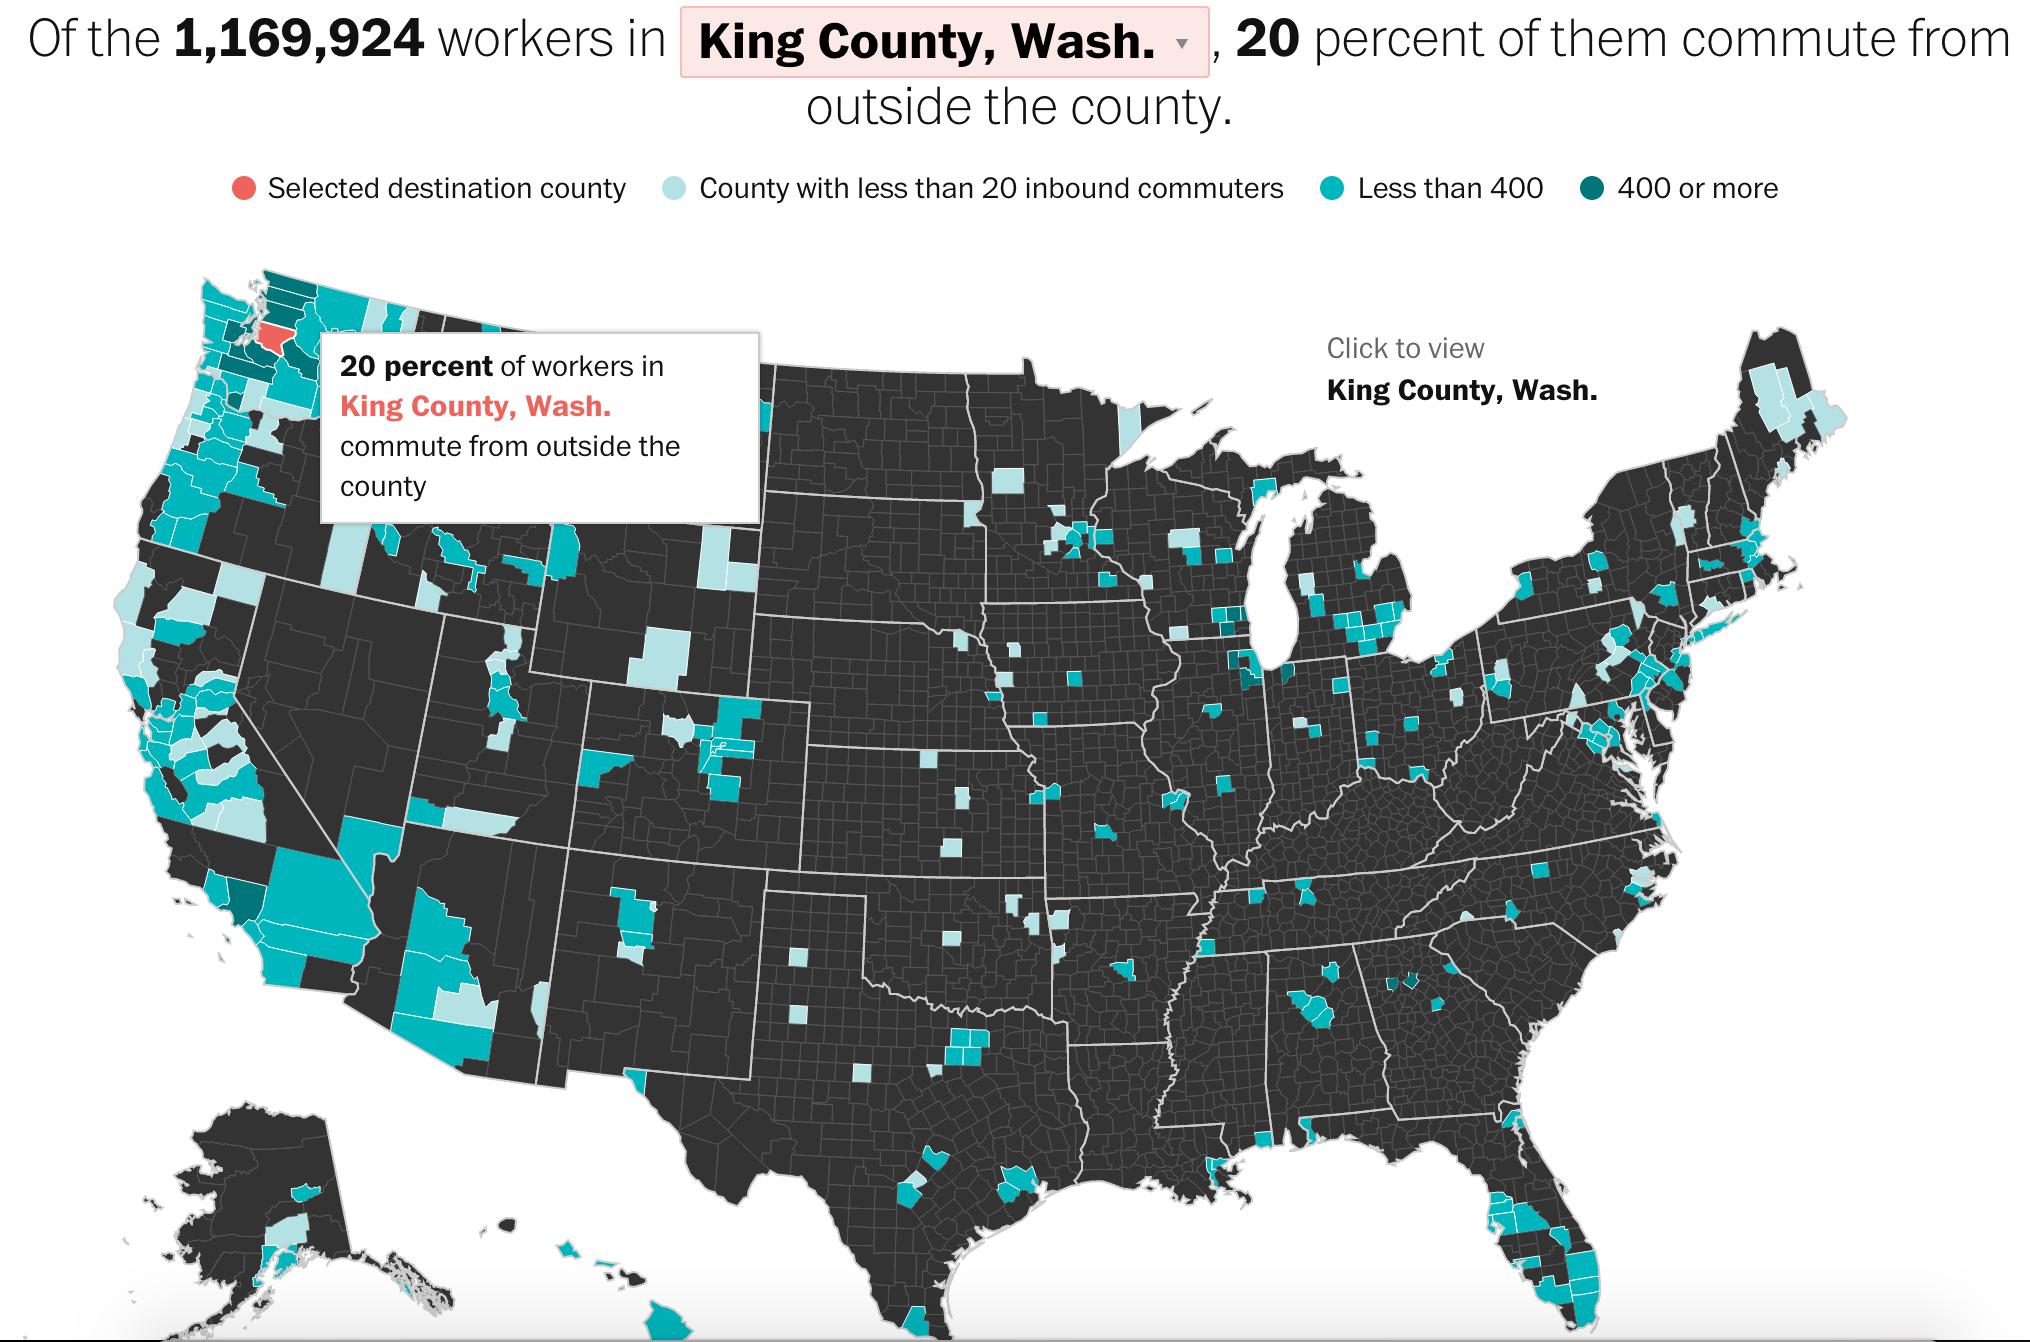 Of the 1,169,924 workers in King County, Wash. , 20 percent of them commute from
outside the county.
Selected destination county County with less than 20 inbound commuters Less than 400 400 or more
20 percent of workers in
King County, Wash.
commute from outside the
county
Click to view
King County, Wash.